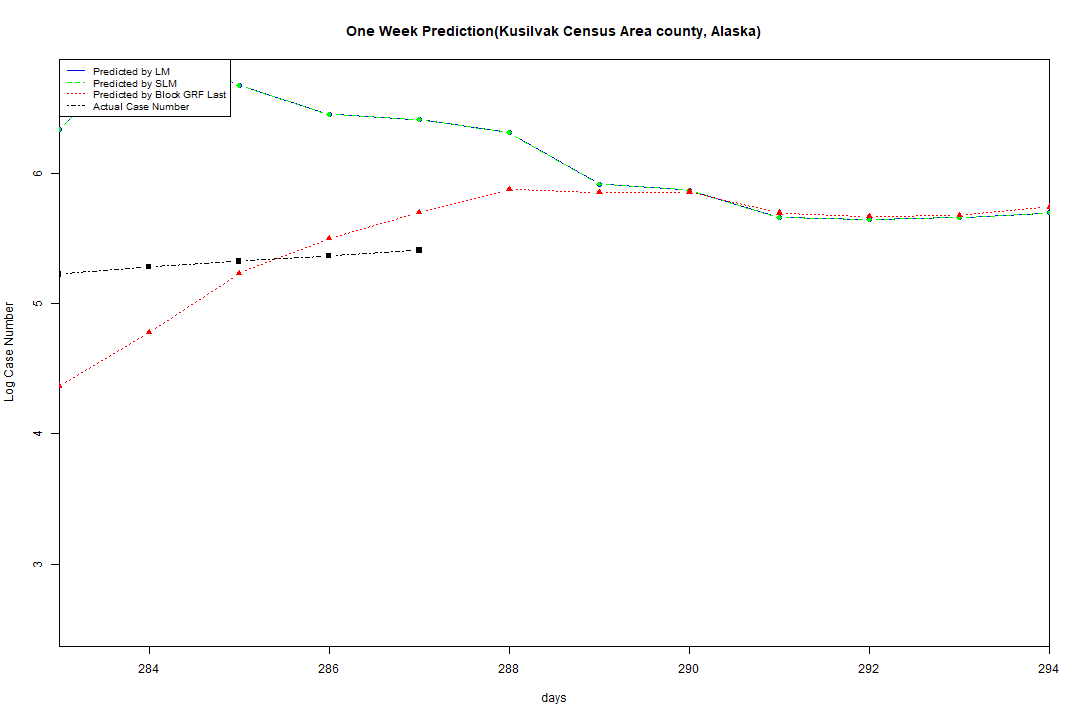 One Week Prediction(Kusilvak Census Area county, Alaska)
Predicted by LM
Predicted by SLM
Predicted by Block GRF Last
Actual Case Number
6
5
4
3
Log Case Number
284 286 288 290 292 294
days